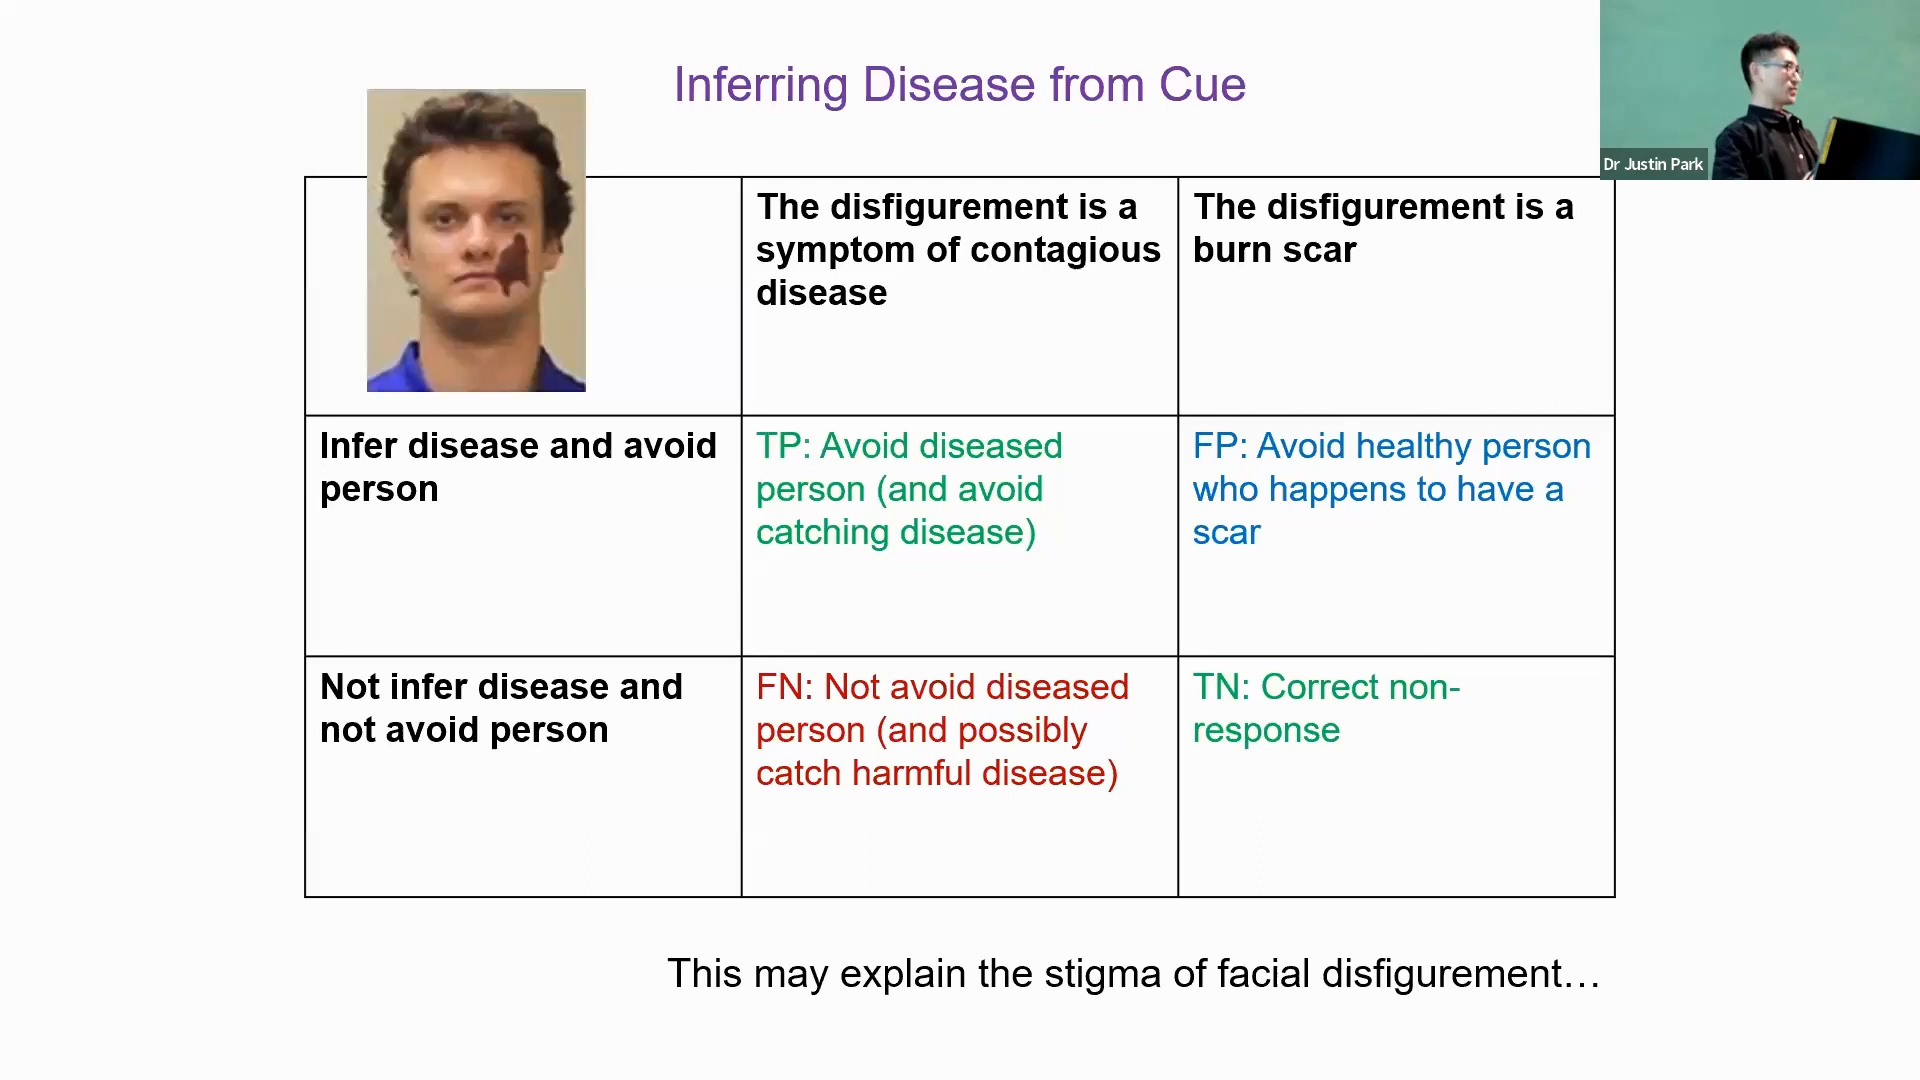 Inferring Disease from Cue
Dr Justin Park
The disfigurement is a
symptom of contagious
disease
The disfigurement is a
burn scar
Infer disease and avoid
person
TP: Avoid diseased
person (and avoid
catching disease)
FP: Avoid healthy person
who happens to have a
scar
Not infer disease and
not avoid person
FN: Not avoid diseased
person (and possibly
catch harmful disease)
TN: Correct non-
response
This may explain the stigma of facial disfigurement…